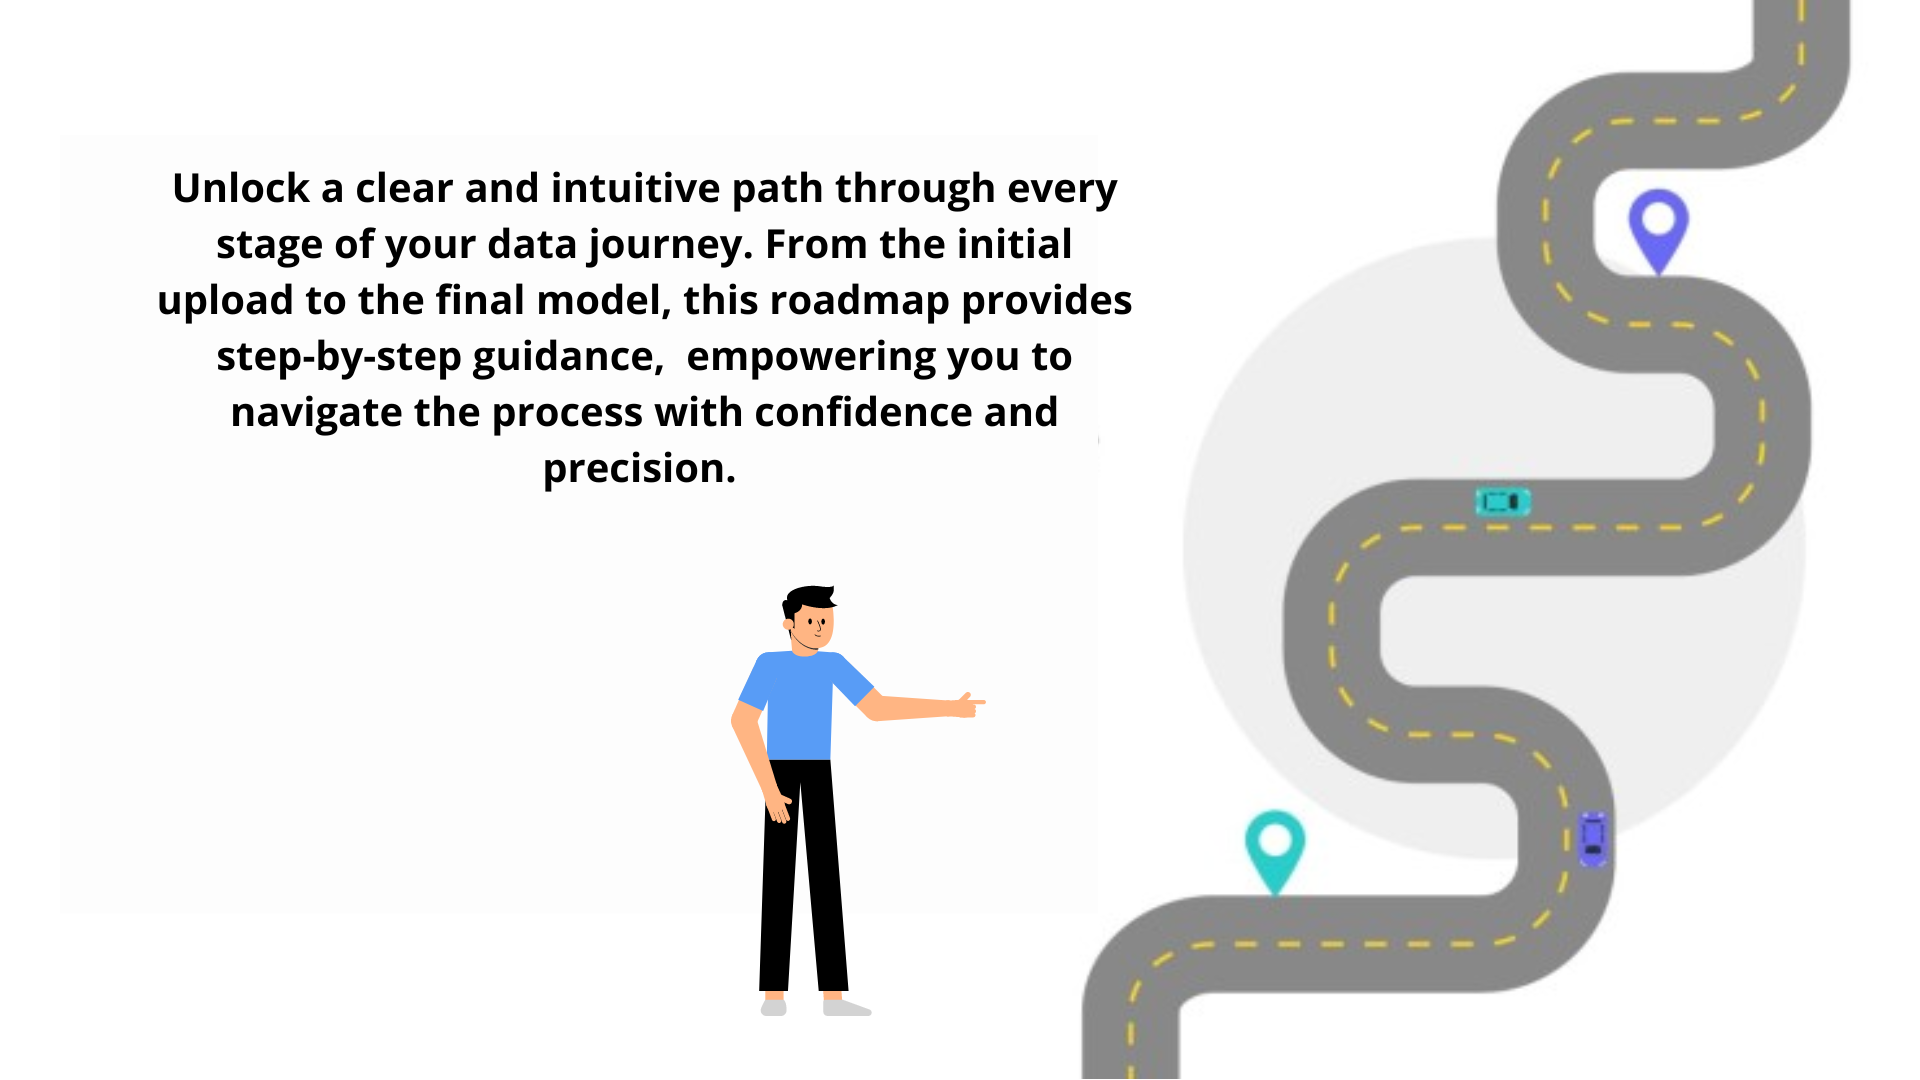 Unlock a clear and intuitive path through every
stage of your data journey. From the initial
upload to the final model, this roadmap provides
step-by-step guidance,  empowering you to
navigate the process with confidence and
precision.